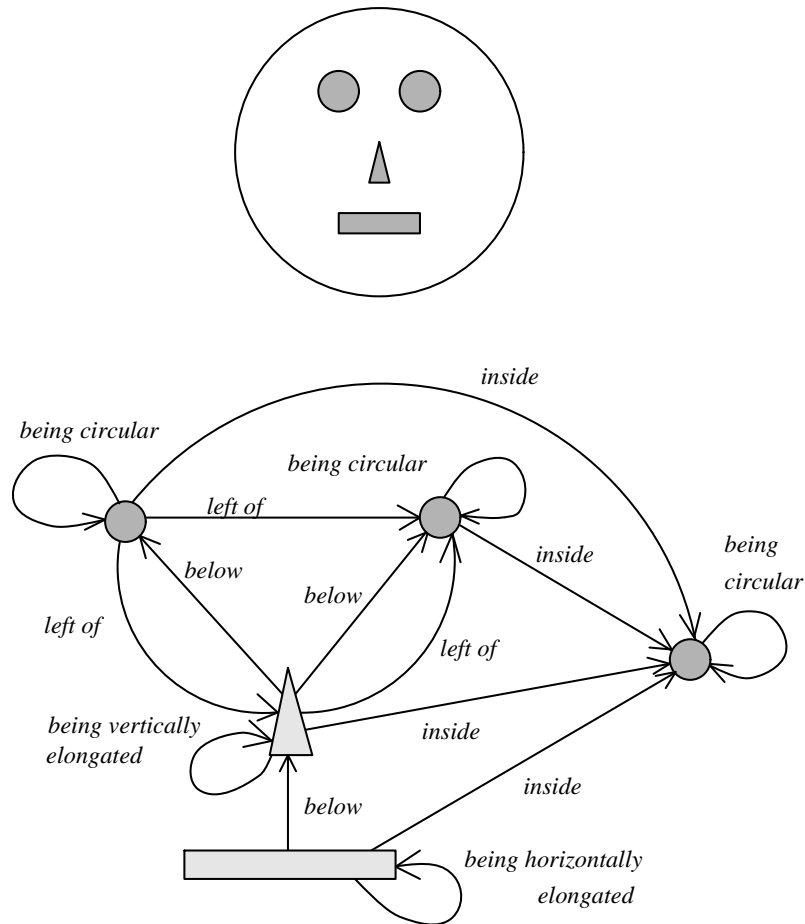 inside
being circular
being circular
left of
inside
being
circular
below
below
left of
left of
being vertically
elongated
inside
inside
below
being horizontally
elongated